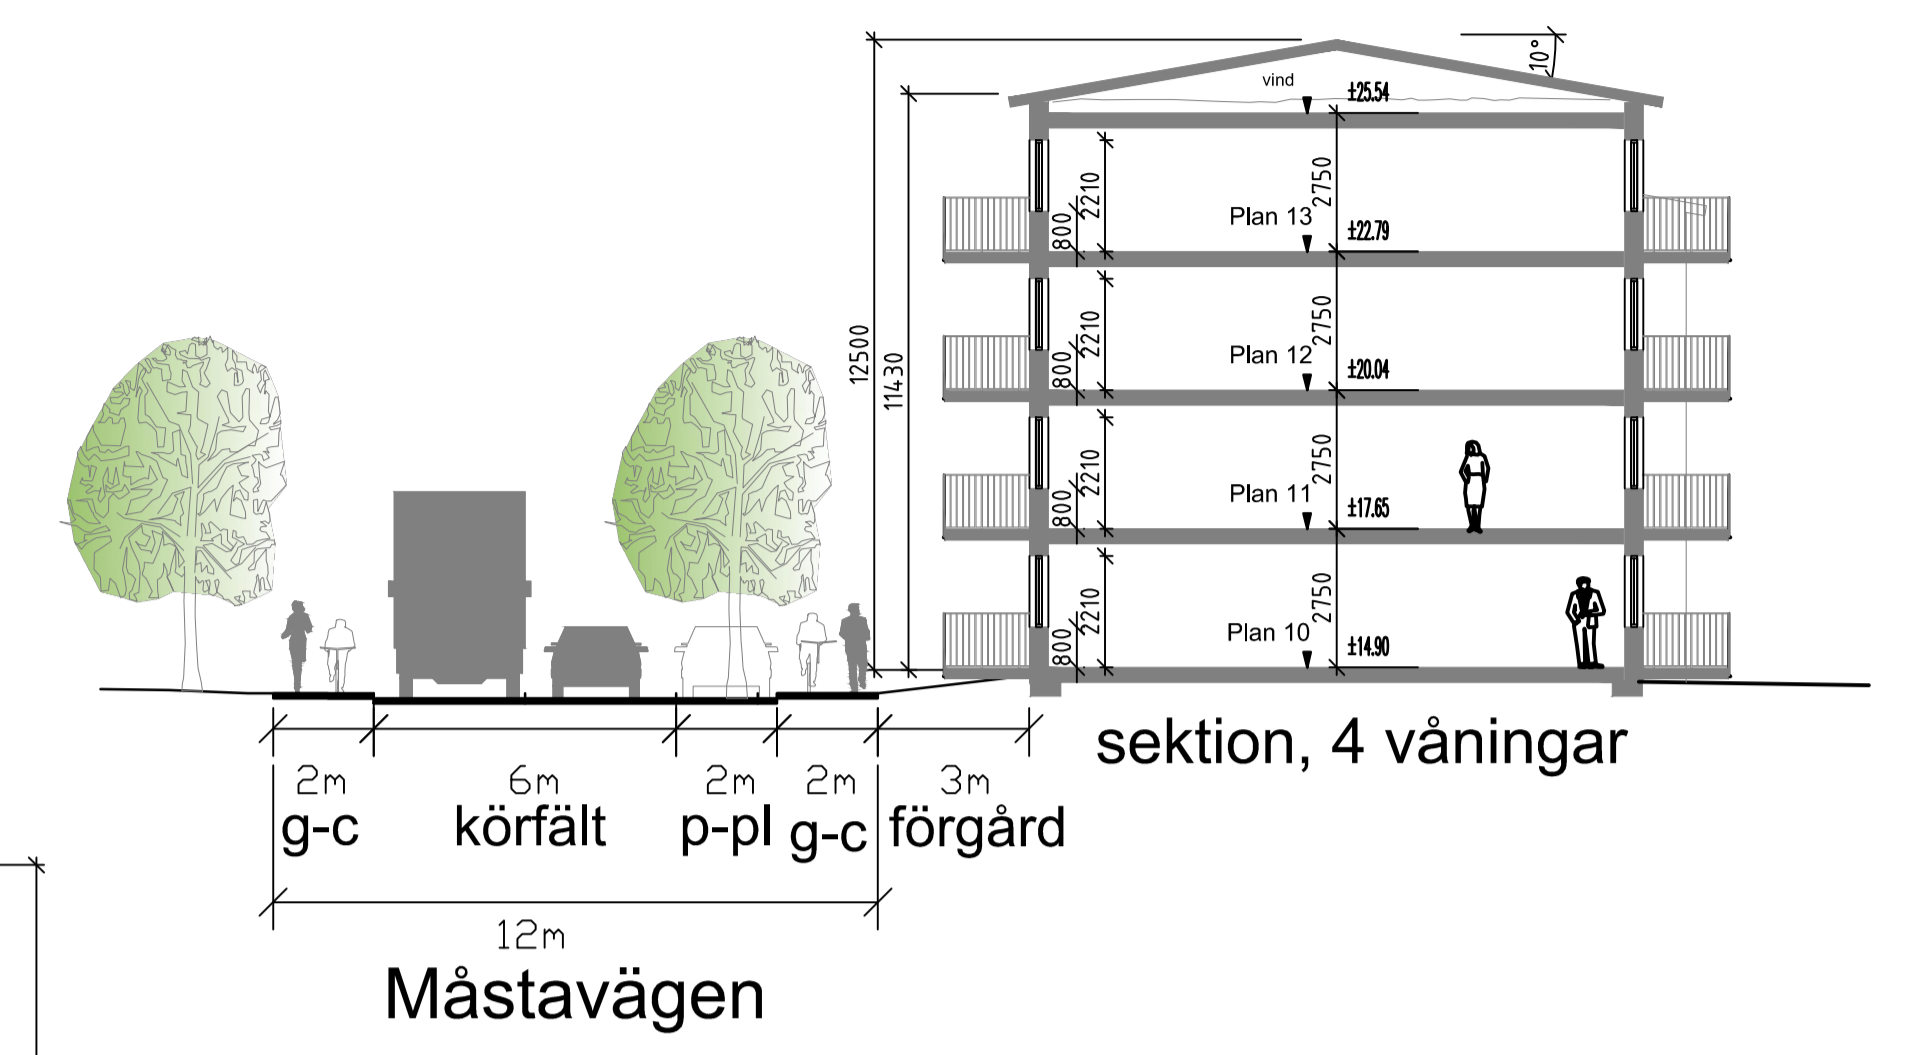 10°
vind
±25.54
2750
2210
800
Plan 13
±22.79
2750
2210
800
Plan 12
±20.04
12500
11430
2750
2210
800
Plan 11
±17.65
2750
2210
800
Plan 10
±14.90
sektion, 4 våningar
2m 6m 2m 2m 3m
g-c körfält p-pl g-c förgård
12m
Måstavägen